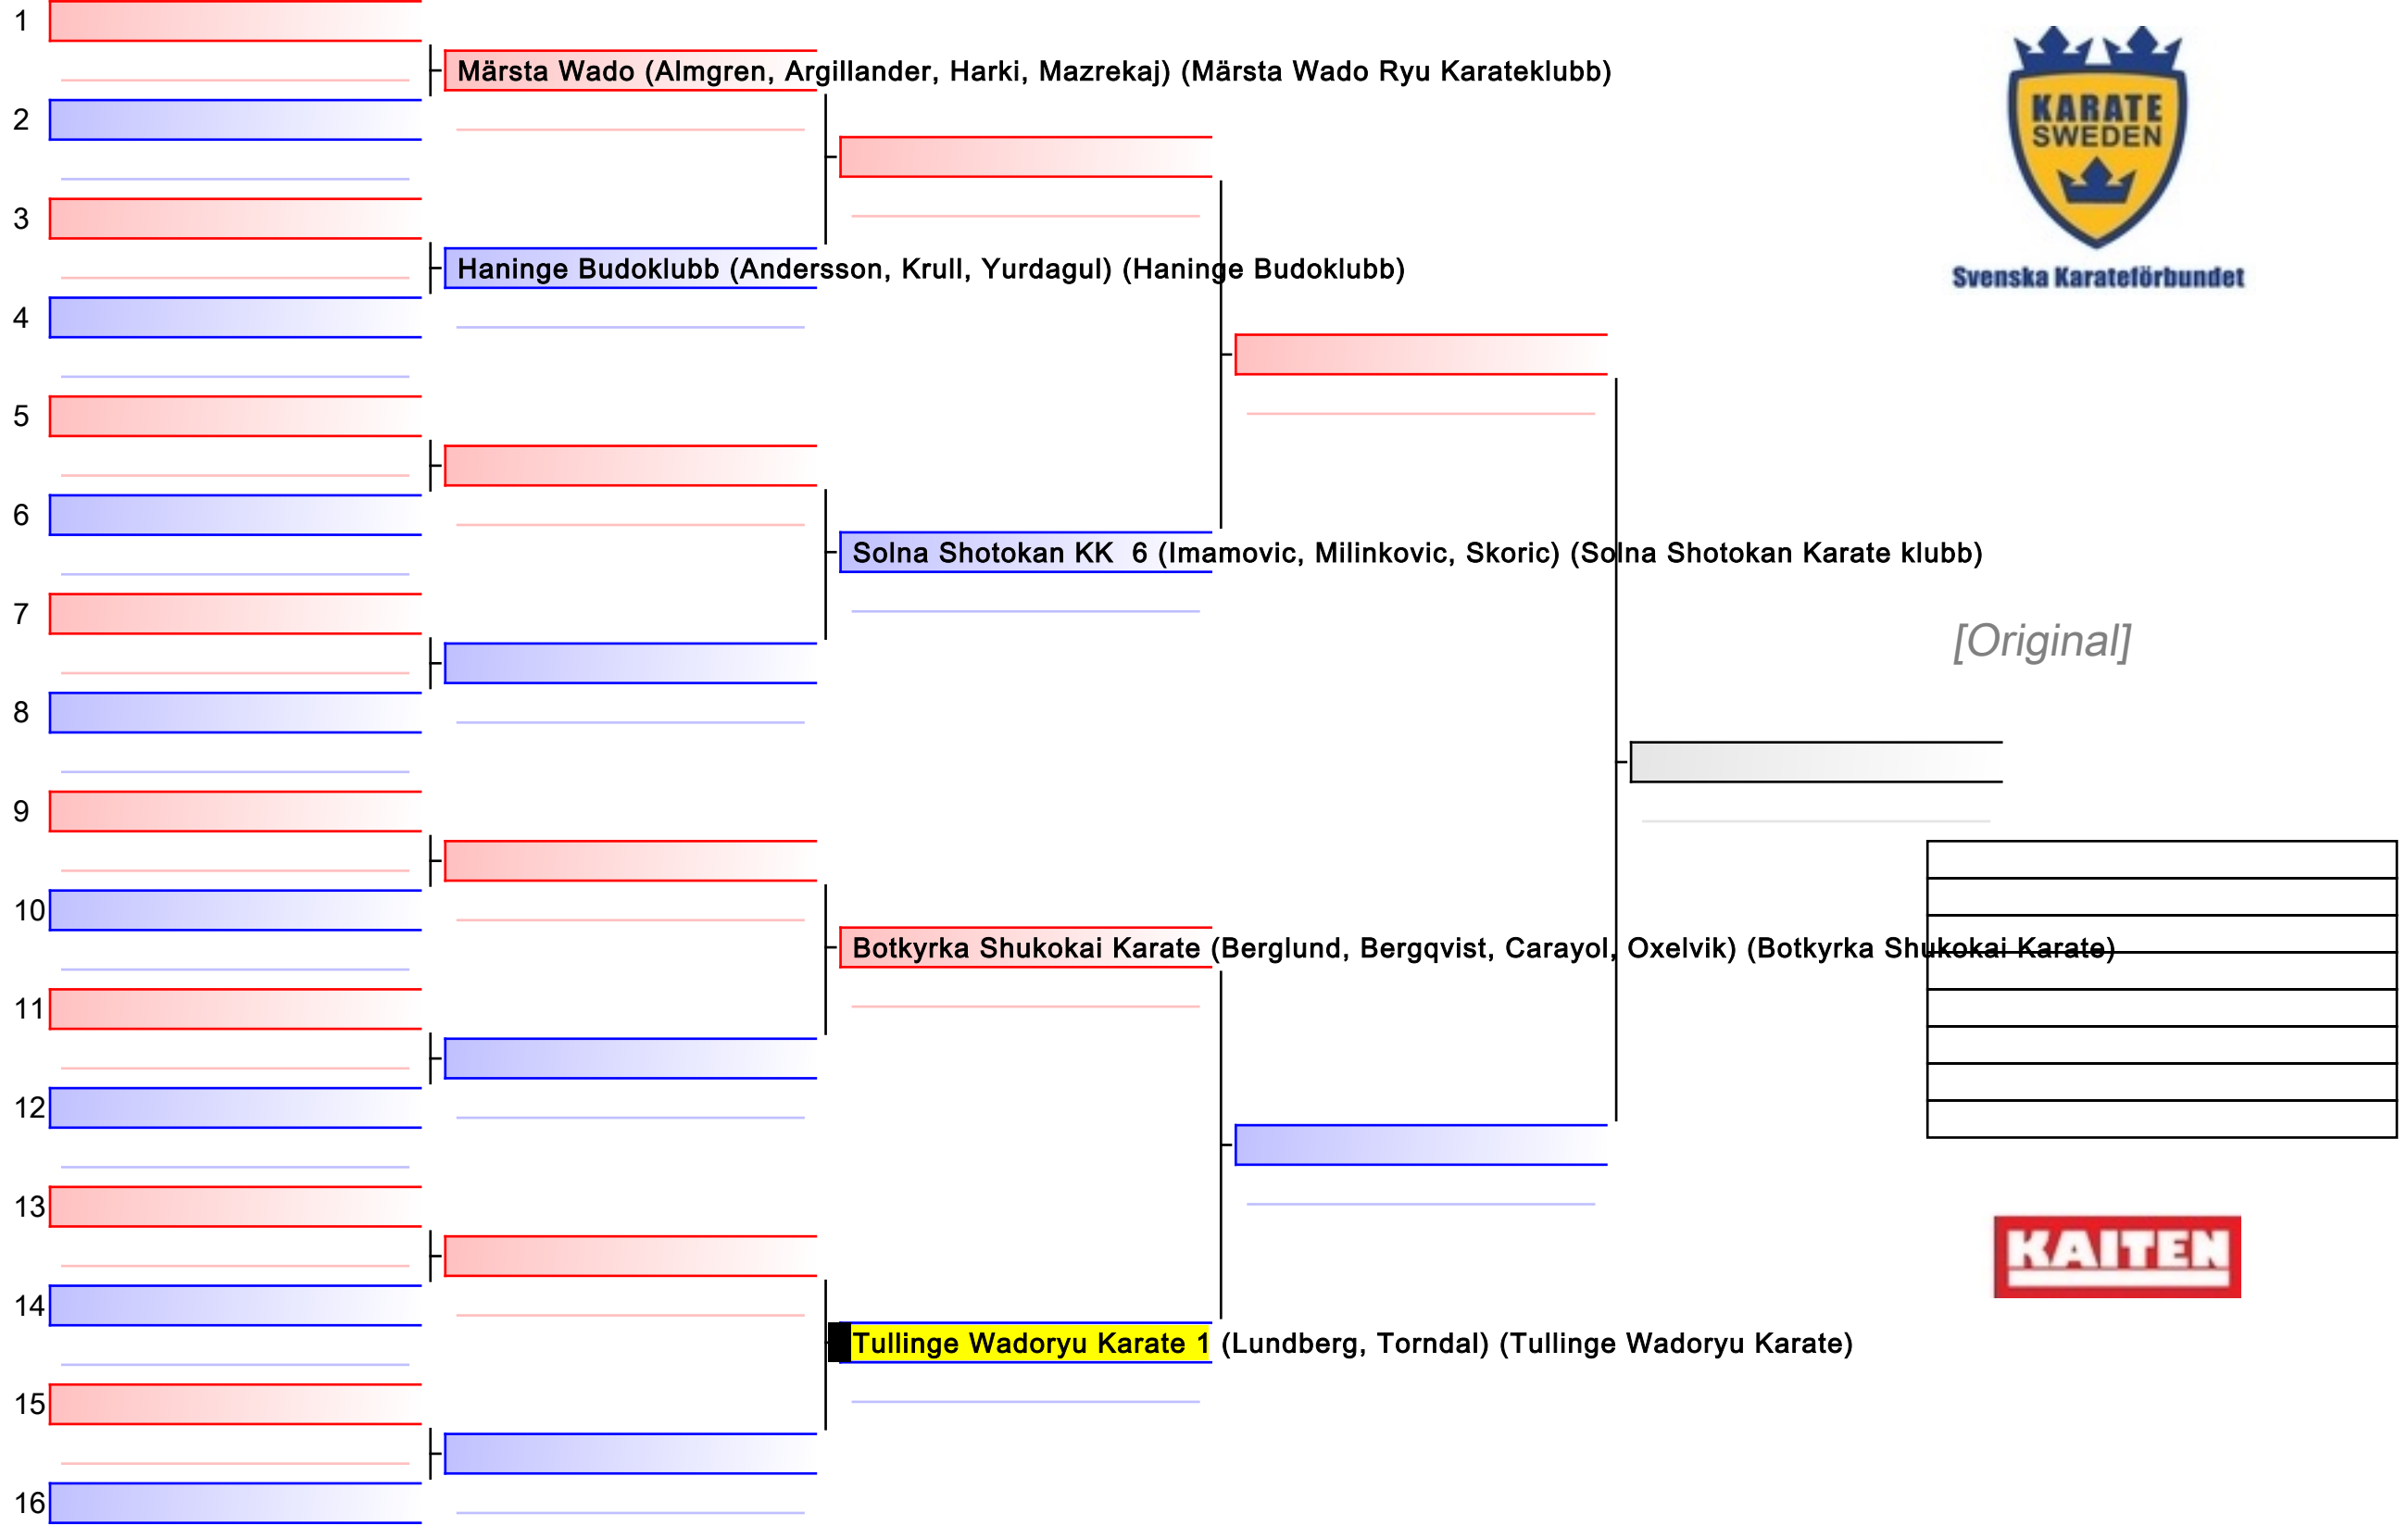 1
Märsta Wado (Almgren, Argillander, Harki, Mazrekaj) (Märsta Wado Ryu Karateklubb)
2
3
Haninge Budoklubb (Andersson, Krull, Yurdagul) (Haninge Budoklubb)
4
5
6
Solna Shotokan KK  6 (Imamovic, Milinkovic, Skoric) (Solna Shotokan Karate klubb)
7
8
9
10
Botkyrka Shukokai Karate (Berglund, Bergqvist, Carayol, Oxelvik) (Botkyrka Shukokai Karate)
11
12
13
14
Tullinge Wadoryu Karate 1 (Lundberg, Torndal) (Tullinge Wadoryu Karate)
15
16
KARATE
SWEDEN
Svenska Karateförbundet
[Original]
KAITEN